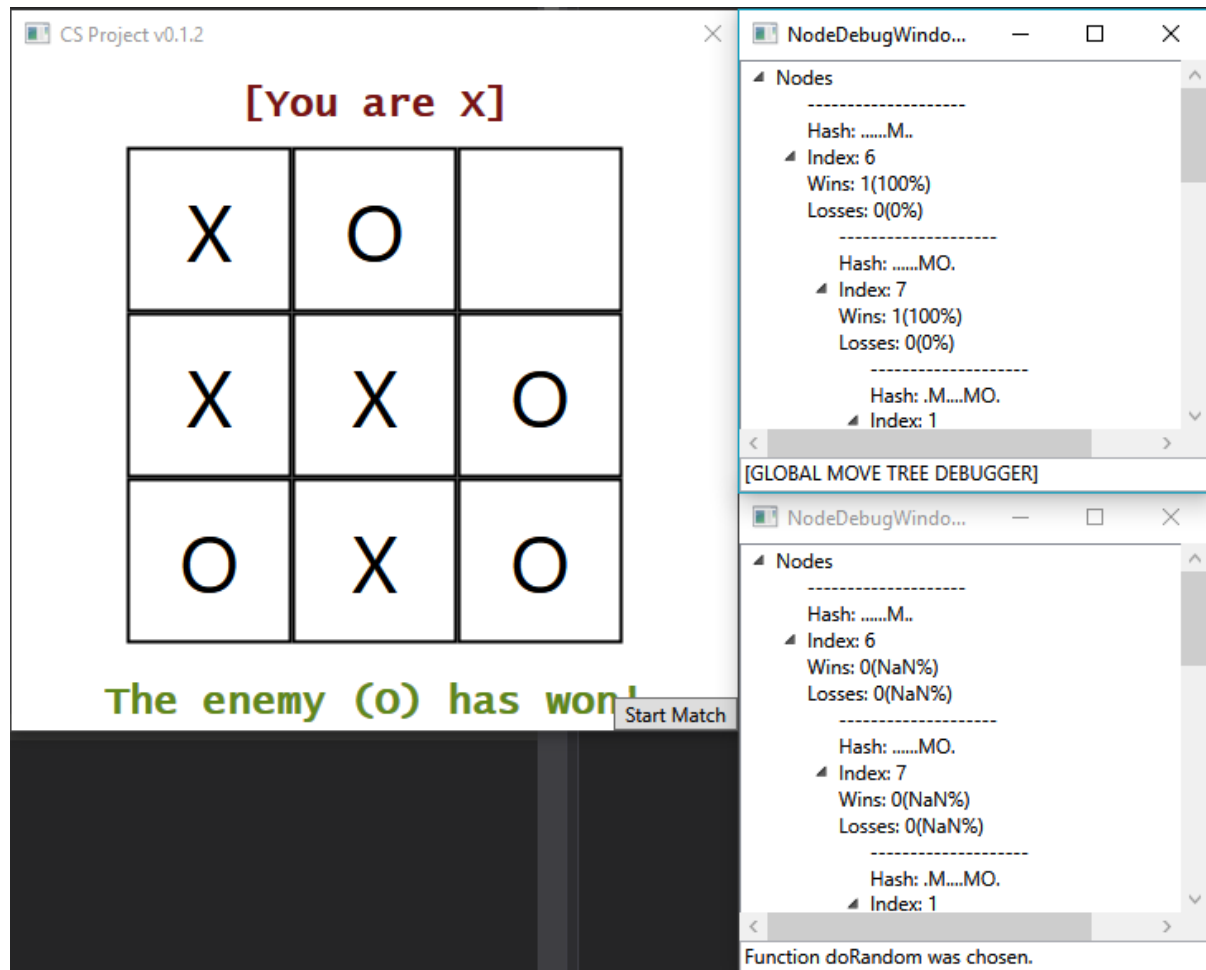 CS Project v0.1.2
[You are X]
X O
X X O
O X O
The enemy (O) has won!
Start Match
NodeDebugWindo...
Nodes
--------------------
Hash: ......M..
Index: 6
Wins: 1(100%)
Losses: 0(0%)
--------------------
Hash: ......MO.
Index: 7
Wins: 1(100%)
Losses: 0(0%)
--------------------
Hash: .M....MO.
Index: 1
[GLOBAL MOVE TREE DEBUGGER]
NodeDebugWindo...
Nodes
--------------------
Hash: ......M..
Index: 6
Wins: 0(NaN%)
Losses: 0(NaN%)
--------------------
Hash: ......MO.
Index: 7
Wins: 0(NaN%)
Losses: 0(NaN%)
--------------------
Hash: .M....MO.
Index: 1
Function doRandom was chosen.